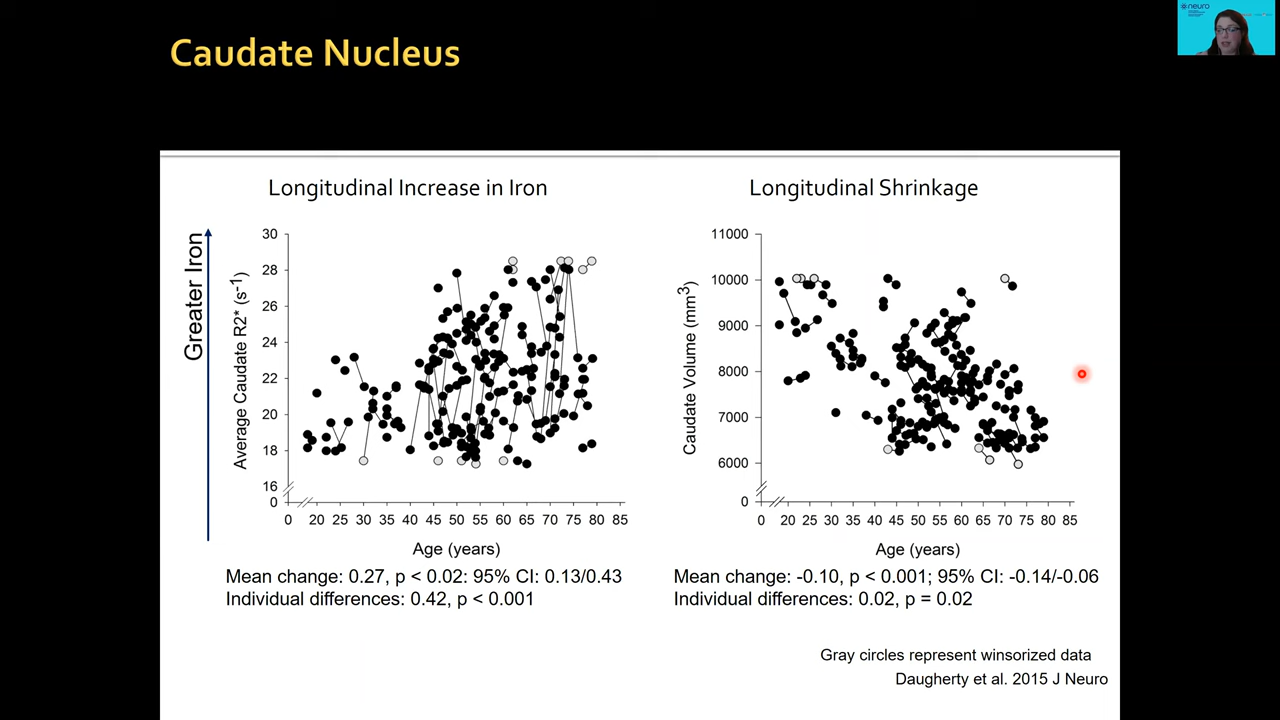 neuro
Caudate Nucleus
Longitudinal Increase in Iron
Greater Iron
Average Caudate R2* (s-1)
30
28
26
24
22
20
18
16
0
0 20 25 30 35 40 45 50 55 60 65 70 75 80 85
Age (years)
Mean change: 0.27, p < 0.02: 95% CI: 0.13/0.43
Individual differences: 0.42, p < 0.001
Longitudinal Shrinkage
Caudate Volume (mm3)
11000
10000
9000
8000
7000
6000
0
0 20 25 30 35 40 45 50 55 60 65 70 75 80 85
Age (years)
Mean change: -0.10, p < 0.001; 95% CI: -0.14/-0.06
Individual differences: 0.02, p = 0.02
Gray circles represent winsorized data
Daugherty et al. 2015 J Neuro